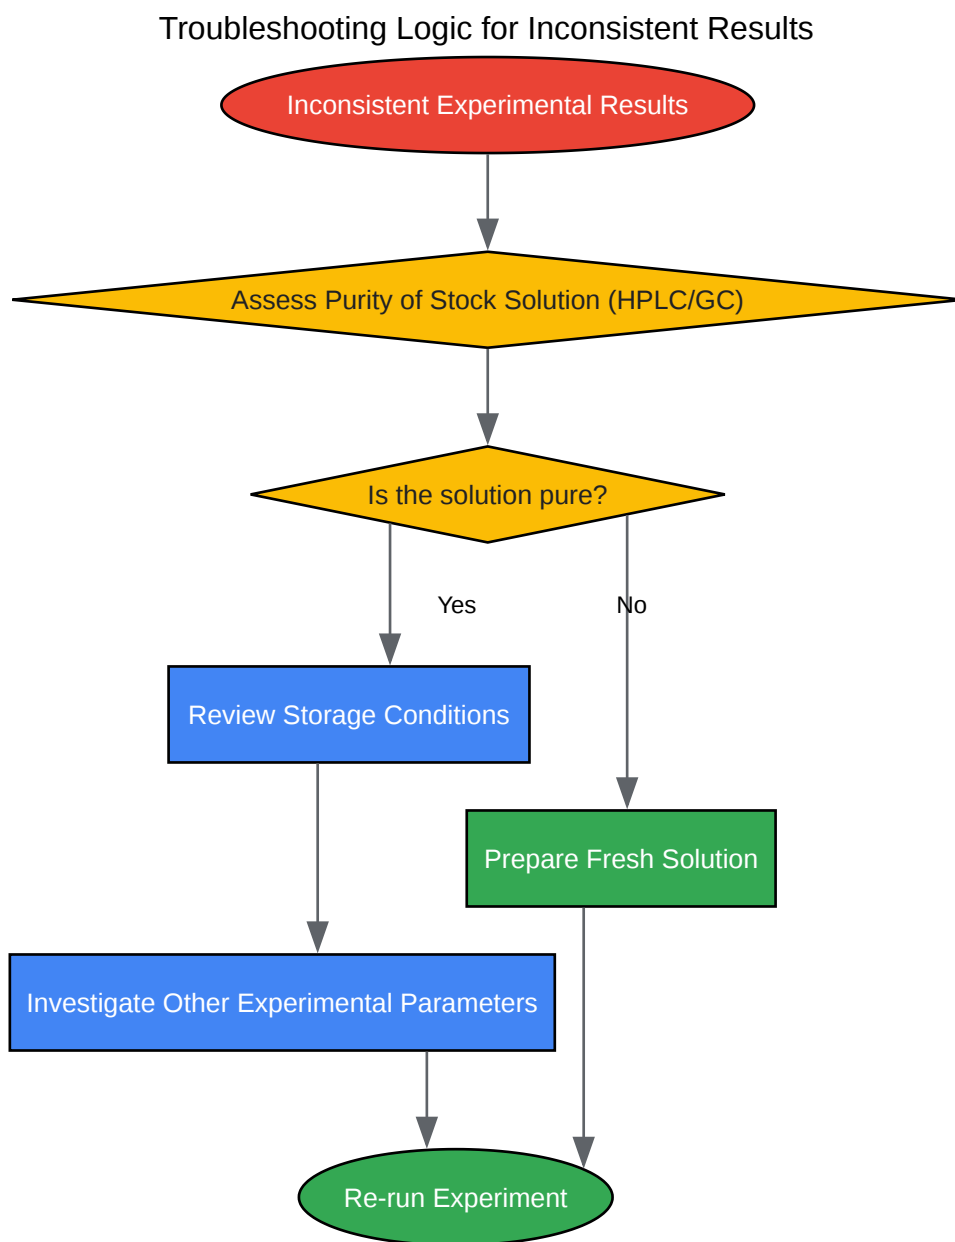 Troubleshooting Logic for Inconsistent Results
Inconsistent Experimental Results
Assess Purity of Stock Solution (HPLC/GC)
Is the solution pure?
Yes
No
Review Storage Conditions
Prepare Fresh Solution
Investigate Other Experimental Parameters
Re-run Experiment